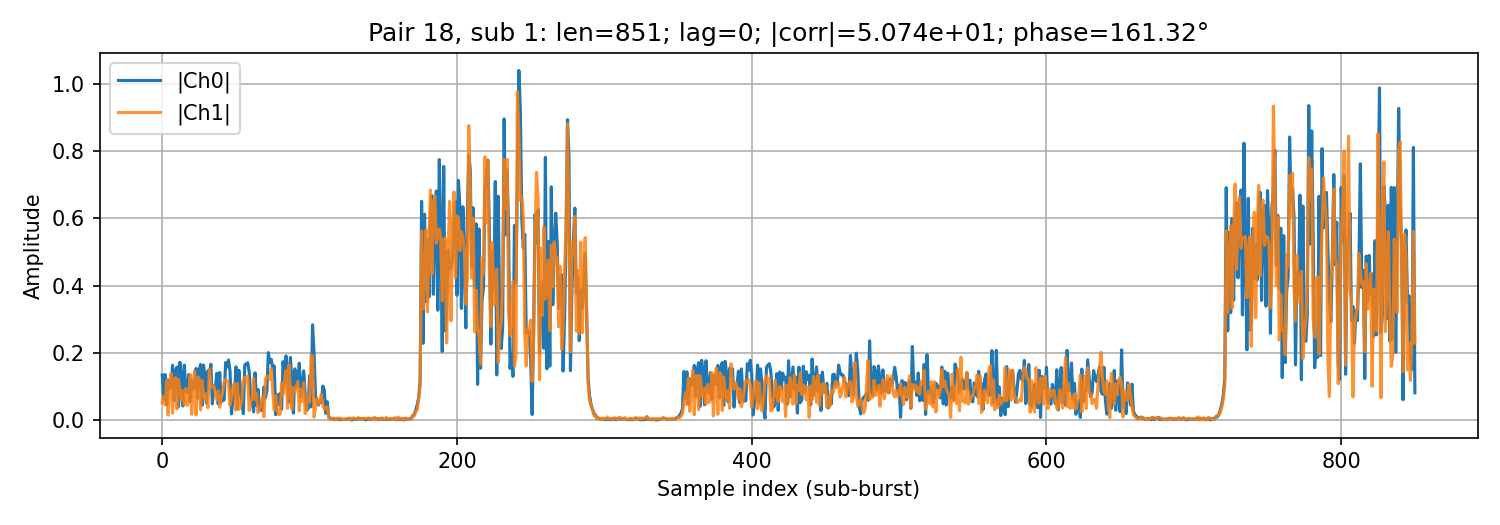 Pair 18, sub 1: len=851; lag=0; |corr|=5.074e+01; phase=161.32°
|Ch0|
|Ch1|
Amplitude
1.0
0.8
0.6
0.4
0.2
0.0
0
200
400
600
800
Sample index (sub-burst)